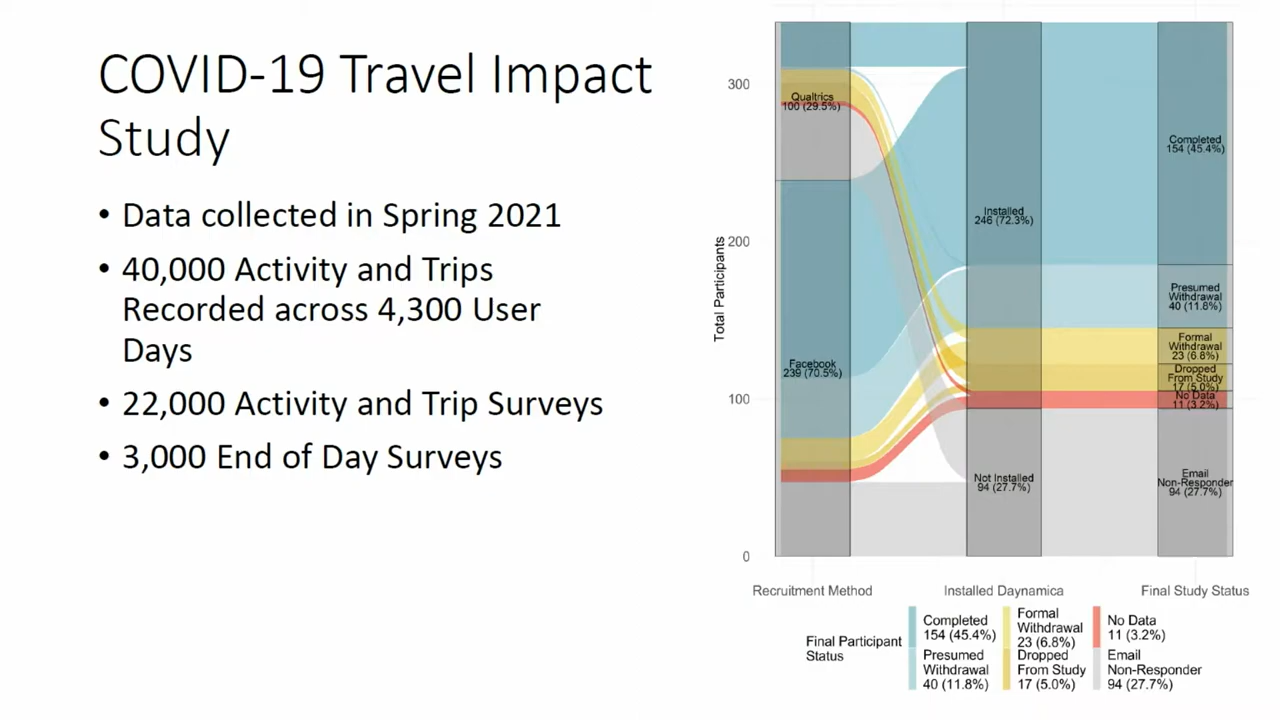 COVID-19 Travel Impact
Study
• Data collected in Spring 2021
• 40,000 Activity and Trips
Recorded across 4,300 User
Days
• 22,000 Activity and Trip Surveys
• 3,000 End of Day Surveys
Total Participants
300
200
100
0
Qualtrics
100 (29.5%)
Facebook
239 (70.5%)
Installed
246 (72.3%)
Not Installed
94 (27.7%)
Completed
154 (45.4%)
Presumed
Withdrawal
40 (11.8%)
Formal
Withdrawal
23 (6.8%)
Dropped
From Study
17 (5.0%)
No Data
11 (3.2%)
Email
Non-Responder
94 (27.7%)
Recruitment Method
Installed Daynamica
Final Study Status
Final Participant
Status
Completed
154 (45.4%)
Presumed
Withdrawal
40 (11.8%)
Formal
Withdrawal
23 (6.8%)
Dropped
From Study
17 (5.0%)
No Data
11 (3.2%)
Email
Non-Responder
94 (27.7%)